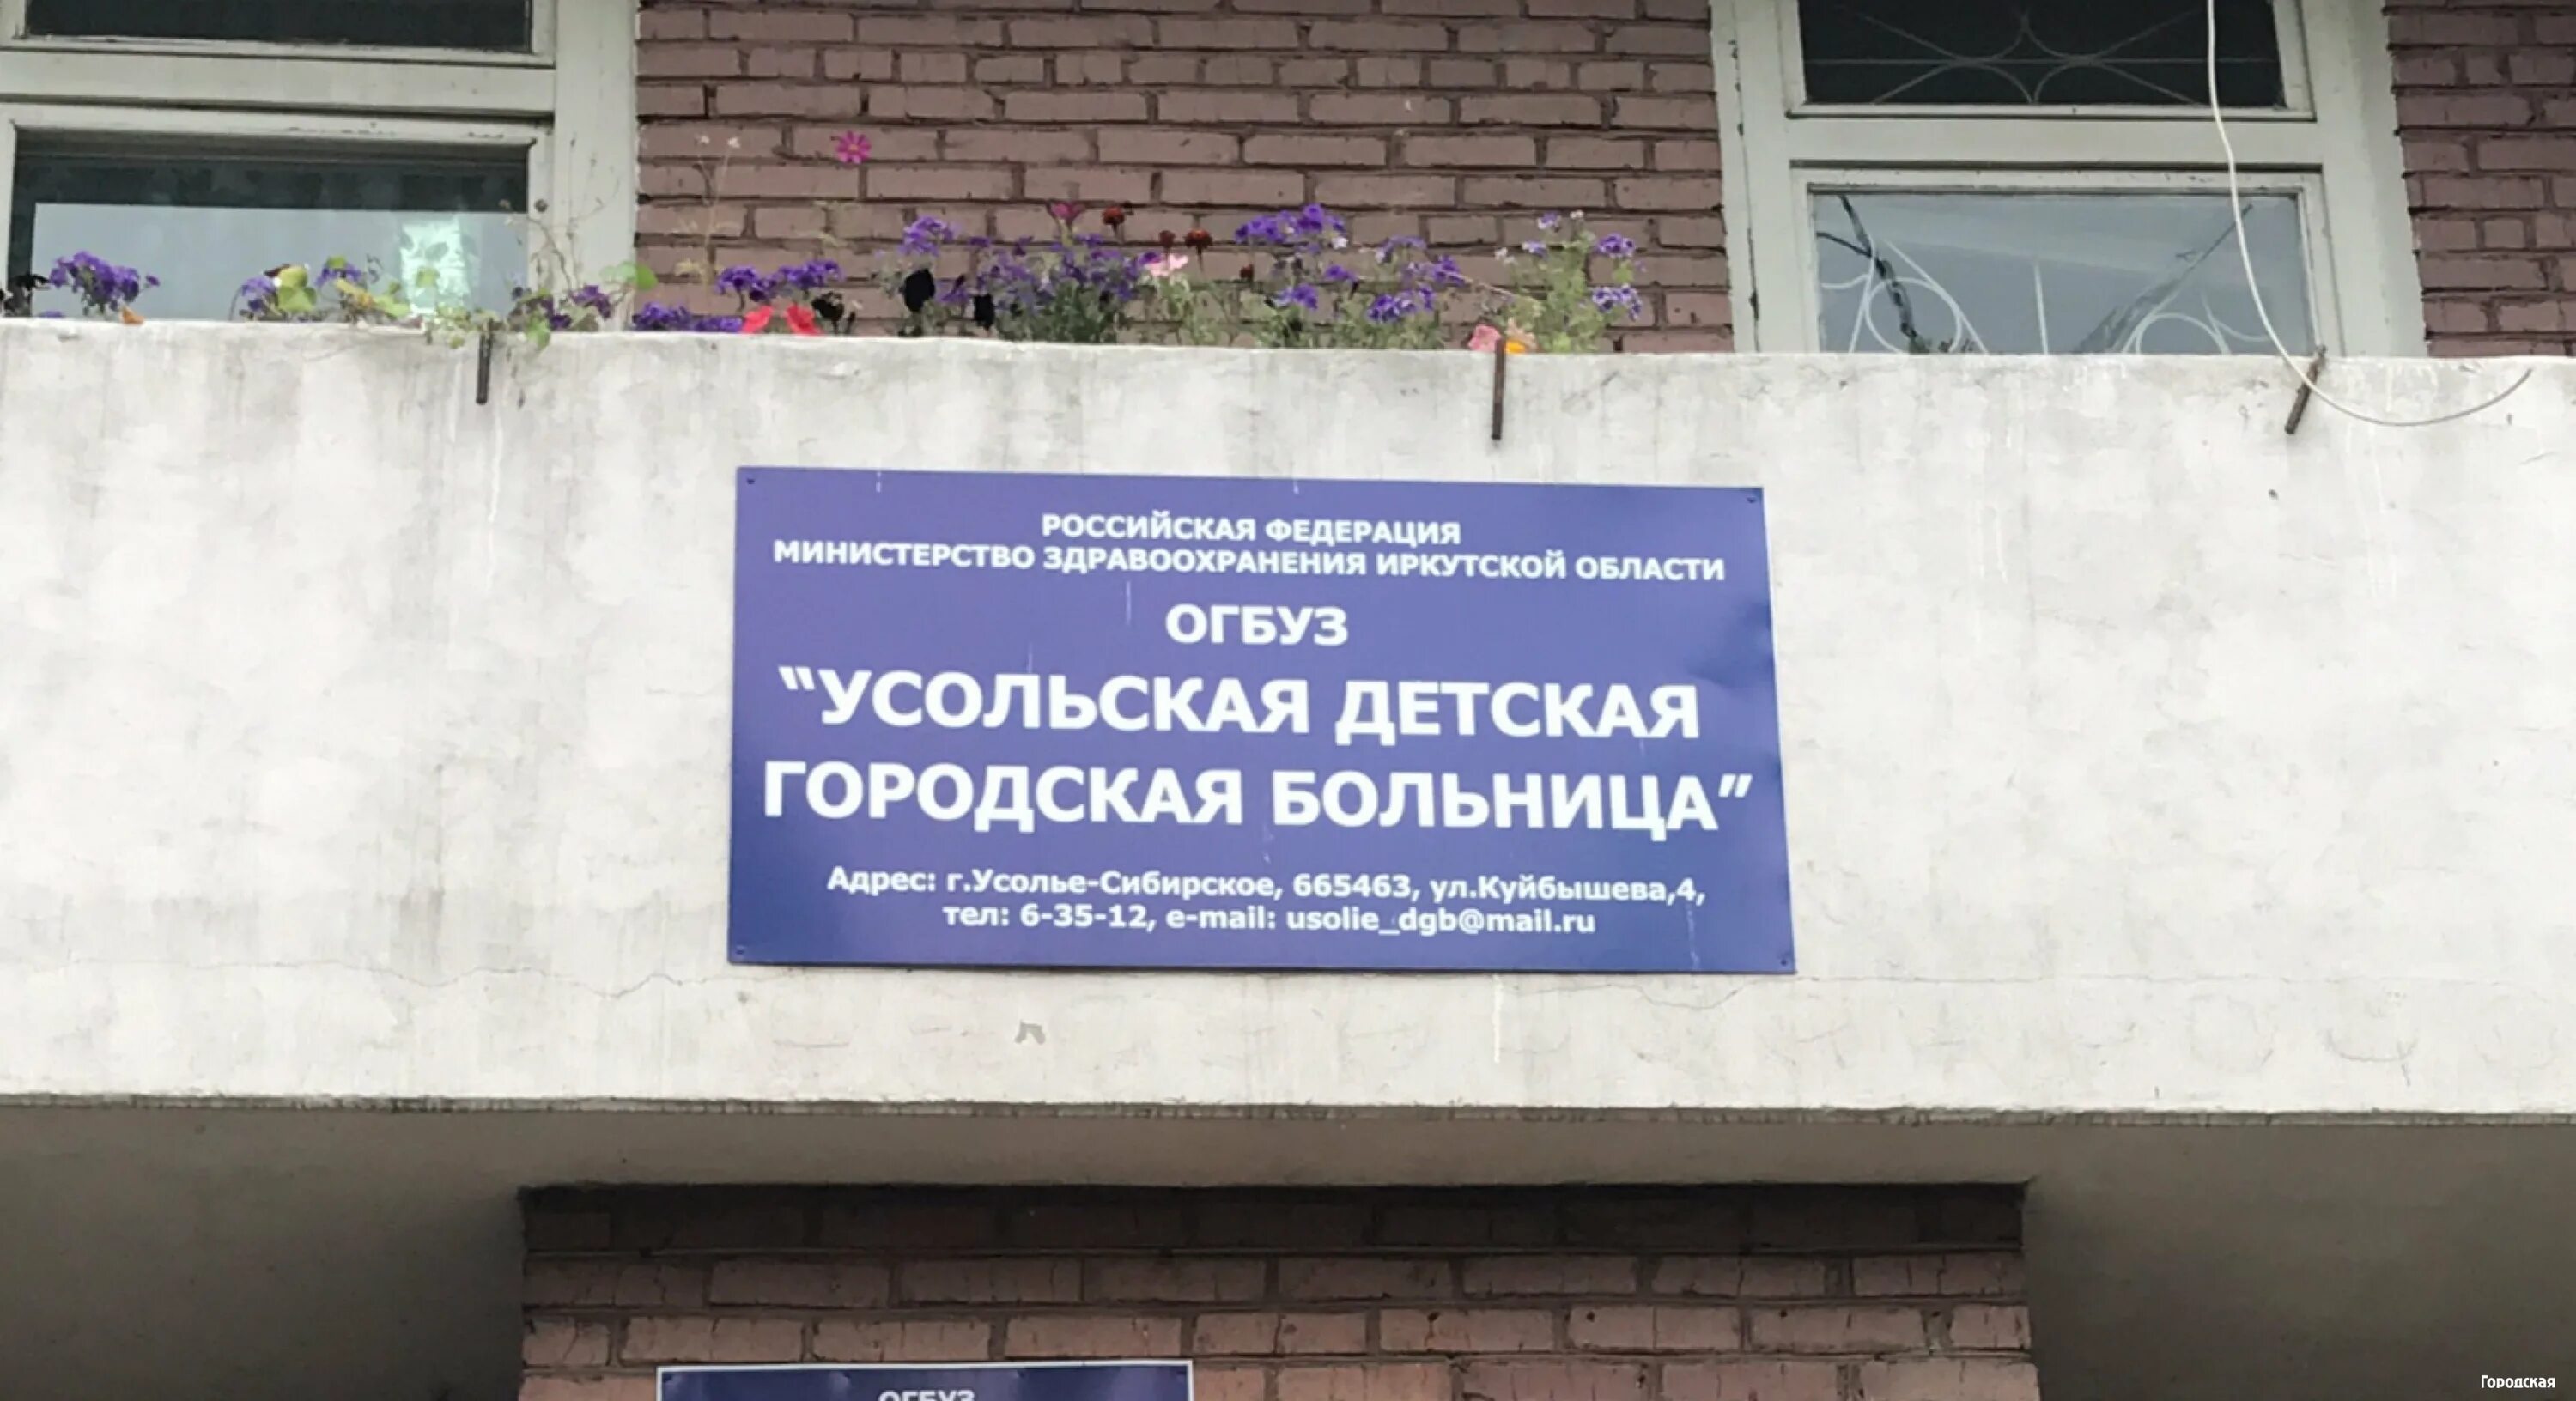 РОССИЙСКАЯ ФЕДЕРАЦИЯ
МИНИСТЕРСТВО ЗДРАВООХРАНЕНИЯ ИРКУТСКОЙ ОБЛАСТИ
ОГБУЗ
"УСОЛЬСКАЯ ДЕТСКАЯ
ГОРОДСКАЯ БОЛЬНИЦА"
Адрес: г.Усолье-Сибирское, 665463, ул.Куйбышева,4,
тел: 6-35-12, e-mail: usolie_dgb@mail.ru
ОГБУЗ
Городская